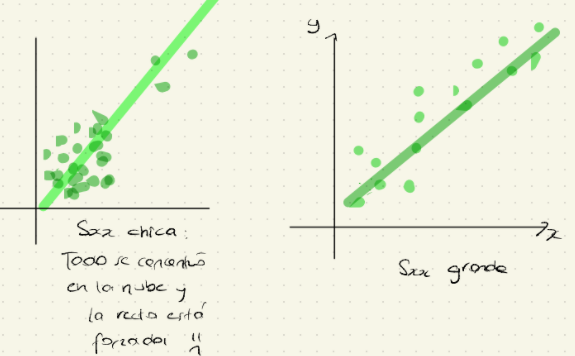 y
x
Sxx chica:
Todo se concentró
en la nube y
la recta está
forzada !!
Sxx grande